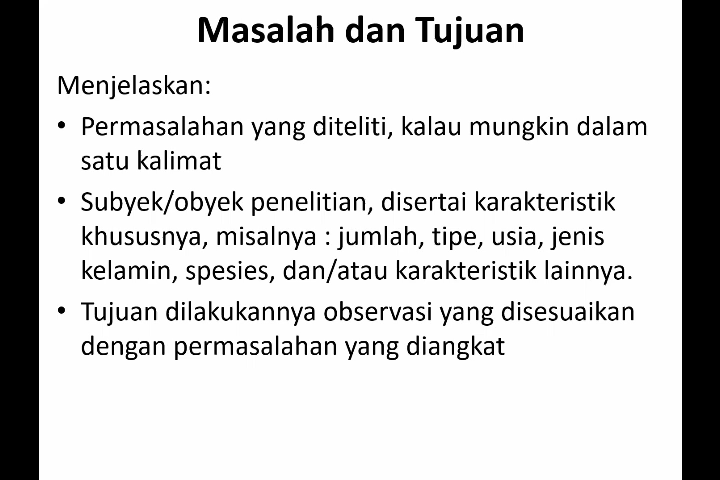 Masalah dan Tujuan
Menjelaskan:
• Permasalahan yang diteliti, kalau mungkin dalam
satu kalimat
• Subyek/obyek penelitian, disertai karakteristik
khususnya, misalnya : jumlah, tipe, usia, jenis
kelamin, spesies, dan/atau karakteristik lainnya.
• Tujuan dilakukannya observasi yang disesuaikan
dengan permasalahan yang diangkat